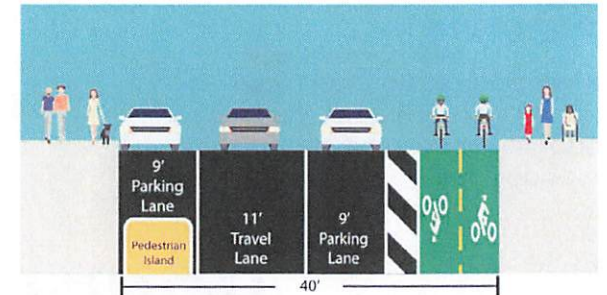 9'
Parking
Lane
Pedestrian
Island
11'
Travel
Lane
9'
Parking
Lane
40'